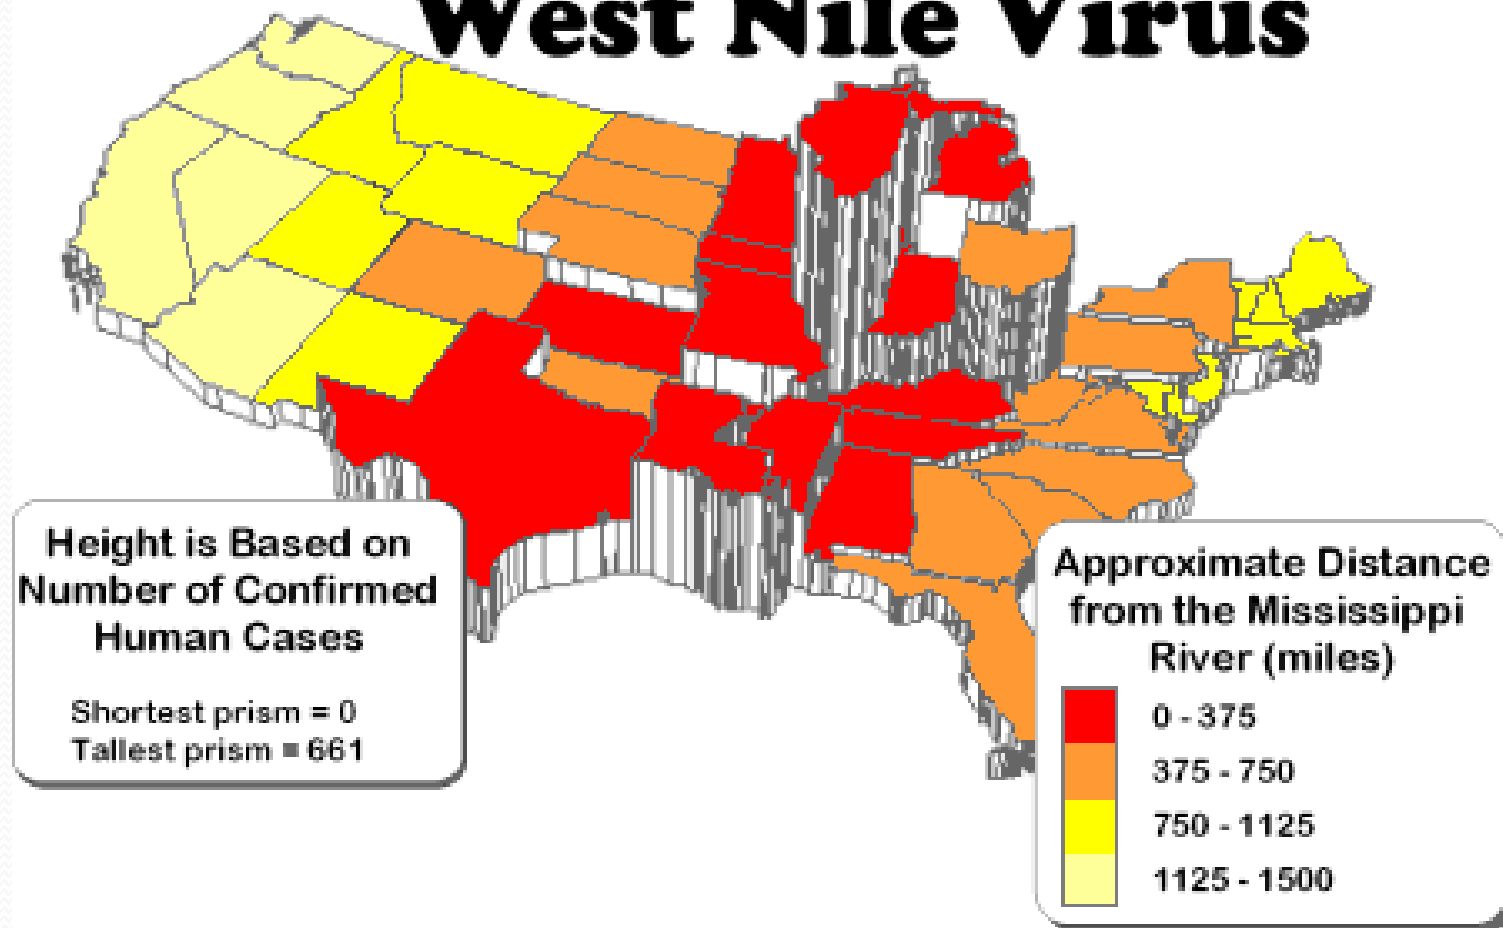 West Nile Virus
Height is Based on
Number of Confirmed
Human Cases
Shortest prism = 0
Tallest prism = 661
Approximate Distance
from the Mississippi
River (miles)
0 - 375
375 - 750
750 - 1125
1125 - 1500